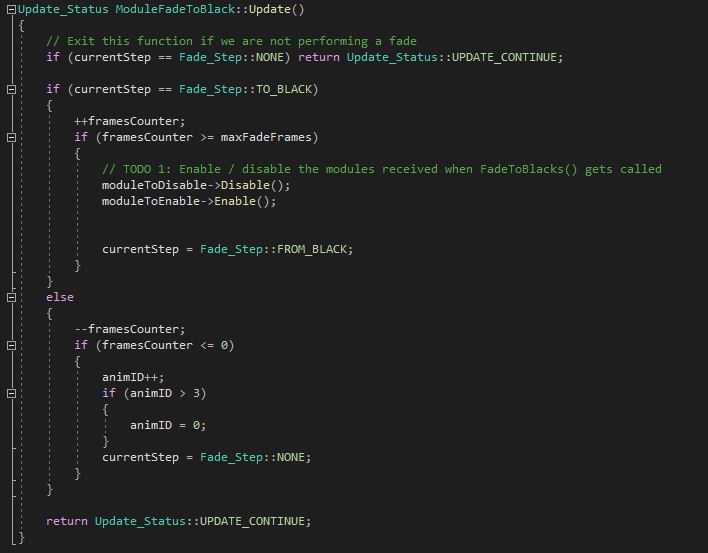 Update_Status ModuleFadeToBlack::Update()
{
    // Exit this function if we are not performing a fade
    if (currentStep == Fade_Step::NONE) return Update_Status::UPDATE_CONTINUE;

    if (currentStep == Fade_Step::TO_BLACK)
    {
        ++framesCounter;
        if (framesCounter >= maxFadeFrames)
        {
            // TODO 1: Enable / disable the modules received when FadeToBlacks() gets called
            moduleToDisable->Disable();
            moduleToEnable->Enable();


            currentStep = Fade_Step::FROM_BLACK;
        }
    }
    else
    {
        --framesCounter;
        if (framesCounter <= 0)
        {
            animID++;
            if (animID > 3)
            {
                animID = 0;
            }
            currentStep = Fade_Step::NONE;
        }
    }

    return Update_Status::UPDATE_CONTINUE;
}